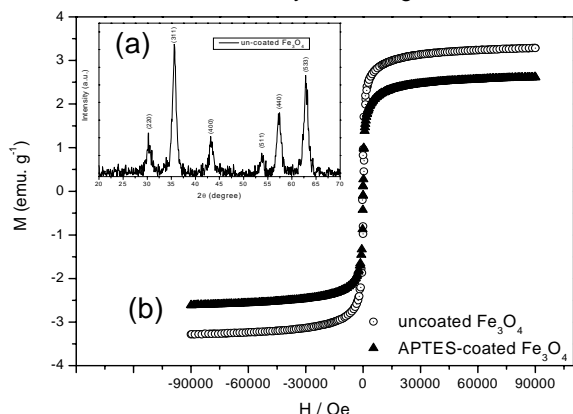 (a)
un-coated Fe₃O₄
(311)
(533)
(440)
(220)
(400)
(511)
Intensity (a.u.)
20 25 30 35 40 45 50 55 60 65 70
2θ (degree)
M (emu. g⁻¹)
4
3
2
1
0
-1
-2
-3
-4
(b)
uncoated Fe₃O₄
APTES-coated Fe₃O₄
-90000 -60000 -30000 0 30000 60000 90000
H / Oe